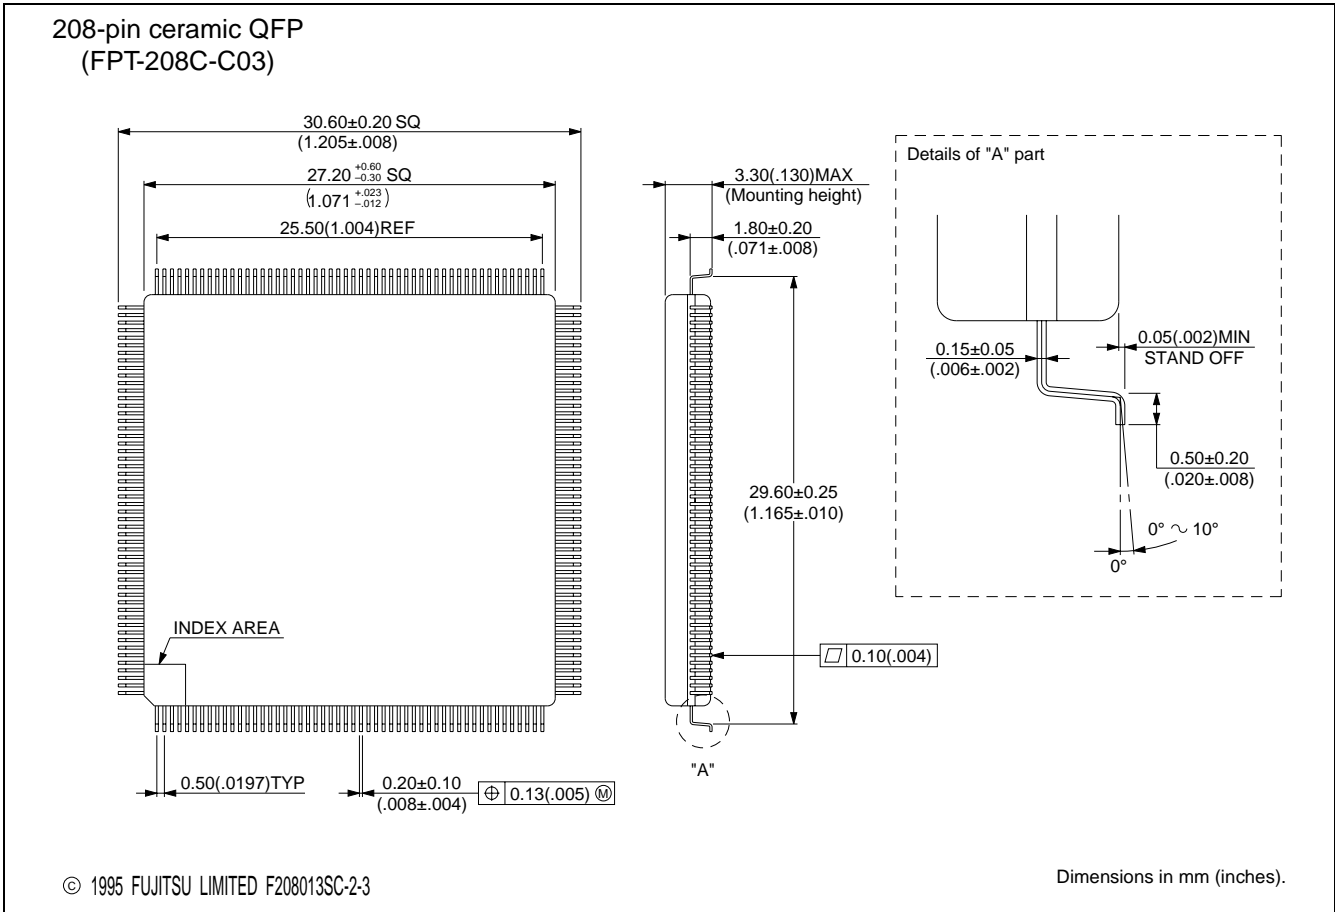 208-pin ceramic QFP
(FPT-208C-C03)
30.60±0.20 SQ
(1.205±.008)
27.20 +0.60 –0.30 SQ
(1.071 +.023 –.012)
25.50(1.004)REF
3.30(.130)MAX
(Mounting height)
1.80±0.20
(.071±.008)
Details of "A" part
0.15±0.05
(.006±.002)
0.05(.002)MIN
STAND OFF
0.50±0.20
(.020±.008)
0° ~ 10°
0°
29.60±0.25
(1.165±.010)
INDEX AREA
0.10(.004)
"A"
0.50(.0197)TYP
0.20±0.10
(.008±.004)
⌖ 0.13(.005) Ⓜ
© 1995 FUJITSU LIMITED F208013SC-2-3
Dimensions in mm (inches).